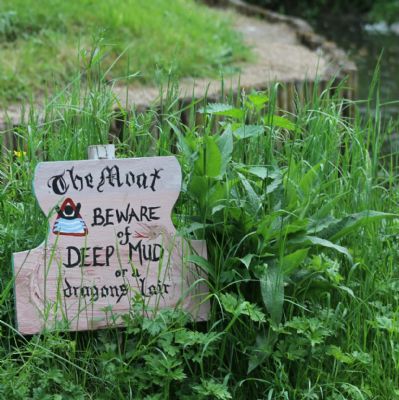 The Moat
BEWARE
of
DEEP MUD
or a
dragons lair